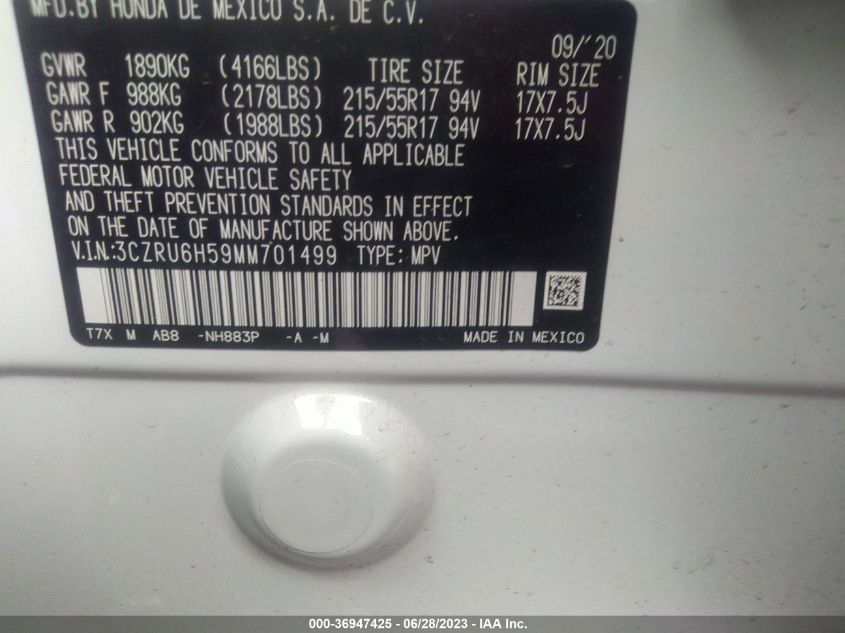 MFD.BY HONDA DE MEXICO S.A. DE C.V.
09/'20
GVWR 1890KG (4166LBS) TIRE SIZE RIM SIZE
GAWR F 988KG (2178LBS) 215/55R17 94V 17X7.5J
GAWR R 902KG (1988LBS) 215/55R17 94V 17X7.5J
THIS VEHICLE CONFORMS TO ALL APPLICABLE
FEDERAL MOTOR VEHICLE SAFETY
AND THEFT PREVENTION STANDARDS IN EFFECT
ON THE DATE OF MANUFACTURE SHOWN ABOVE.
V.I.N.:3CZRU6H59MM701499 TYPE: MPV
T7X M AB8 -NH883P -A -M MADE IN MEXICO
000-36947425 - 06/28/2023 - IAA Inc.